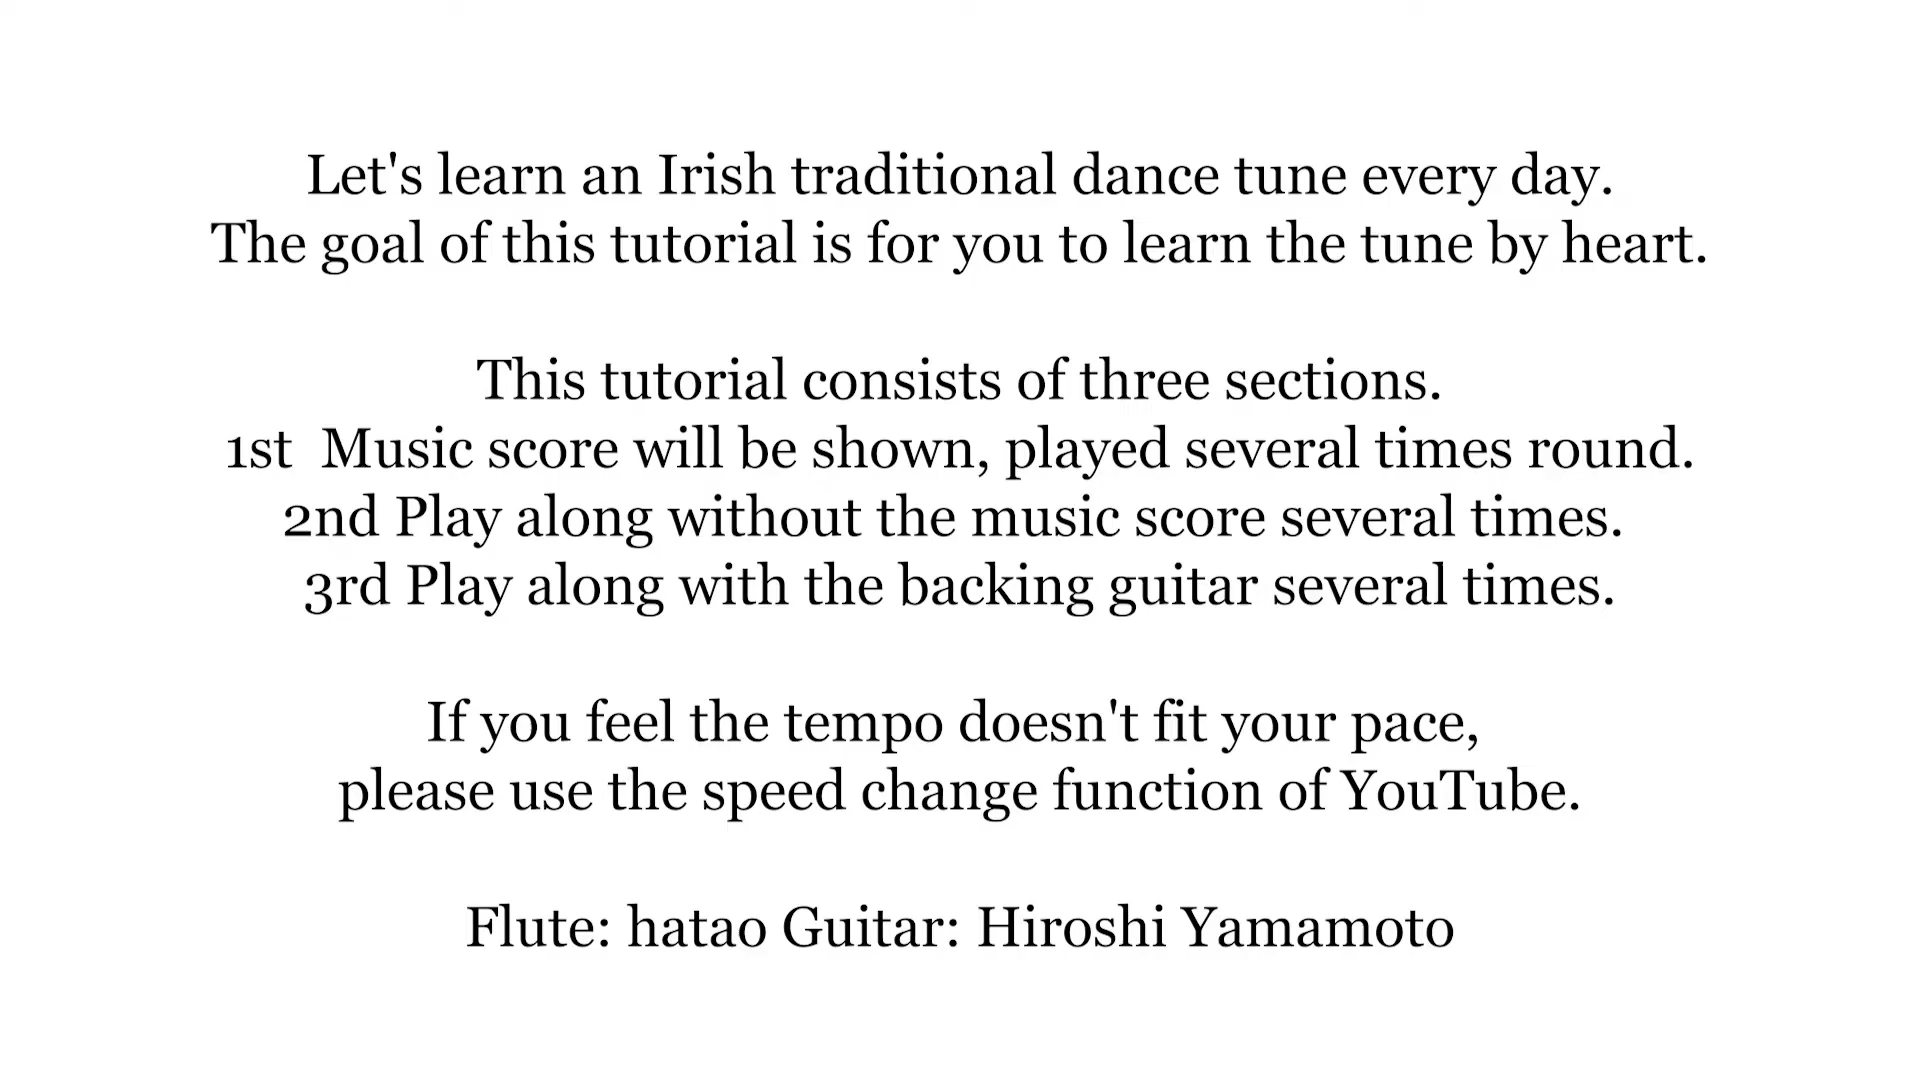 Let's learn an Irish traditional dance tune every day.
The goal of this tutorial is for you to learn the tune by heart.
This tutorial consists of three sections.
1st  Music score will be shown, played several times round.
2nd Play along without the music score several times.
3rd Play along with the backing guitar several times.
If you feel the tempo doesn't fit your pace,
please use the speed change function of YouTube.
Flute: hatao Guitar: Hiroshi Yamamoto